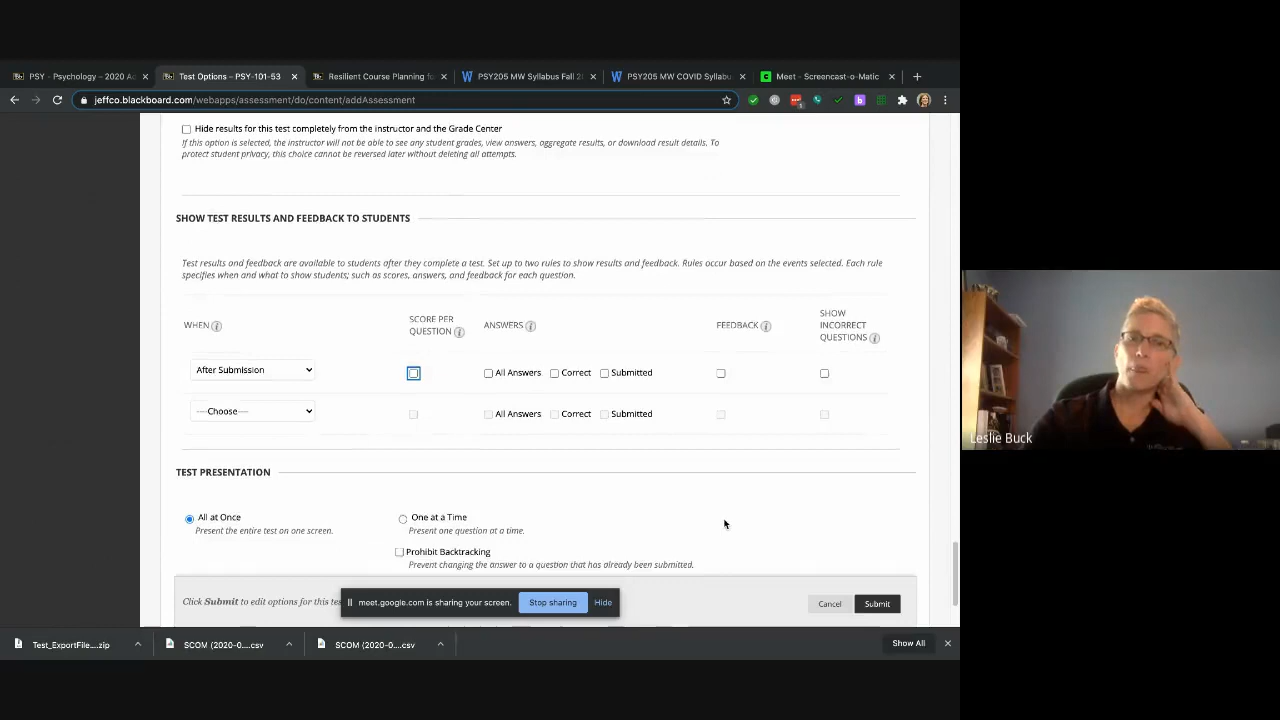 PSY - Psychology – 2020 Ac
Test Options – PSY-101-53
Resilient Course Planning for
PSY205 MW Syllabus Fall 2
PSY205 MW COVID Syllabu
Meet - Screencast-o-Matic
jeffco.blackboard.com/webapps/assessment/do/content/addAssessment
Hide results for this test completely from the instructor and the Grade Center
If this option is selected, the instructor will not be able to see any student grades, view answers, aggregate results, or download result details. To
protect student privacy, this choice cannot be reversed later without deleting all attempts.
SHOW TEST RESULTS AND FEEDBACK TO STUDENTS
Test results and feedback are available to students after they complete a test. Set up to two rules to show results and feedback. Rules occur based on the events selected. Each rule
specifies when and what to show students; such as scores, answers, and feedback for each question.
WHEN
SCORE PER
QUESTION
ANSWERS
FEEDBACK
SHOW
INCORRECT
QUESTIONS
After Submission
All Answers Correct Submitted
----Choose----
All Answers Correct Submitted
TEST PRESENTATION
All at Once
Present the entire test on one screen.
One at a Time
Present one question at a time.
Prohibit Backtracking
Prevent changing the answer to a question that has already been submitted.
Click Submit to edit options for this tes
meet.google.com is sharing your screen.
Stop sharing
Hide
Cancel
Submit
Test_ExportFile....zip
SCOM (2020-0....csv
SCOM (2020-0....csv
Show All
Leslie Buck